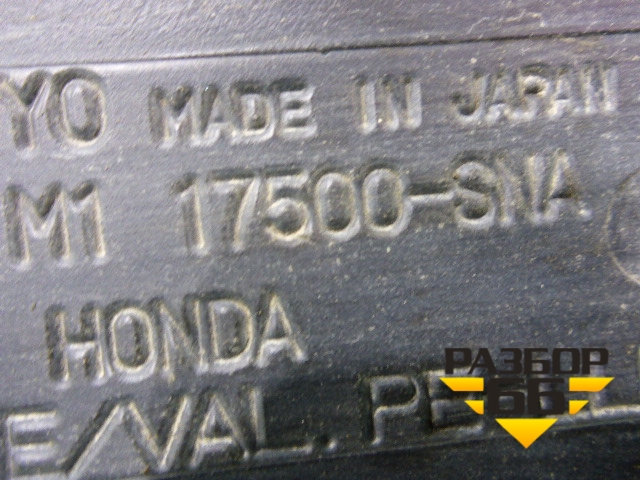 YO MADE IN JAPAN
M1 17500-SNA
HONDA
E/VAL. PE
РАЗБОР
66